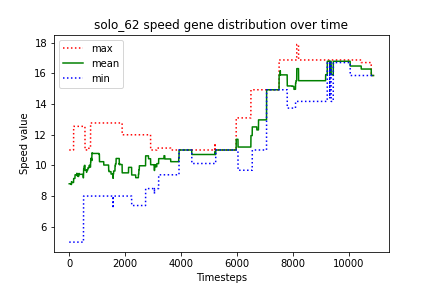 solo_62 speed gene distribution over time
max
mean
min
Speed value
18
16
14
12
10
8
6
0 2000 4000 6000 8000 10000
Timesteps